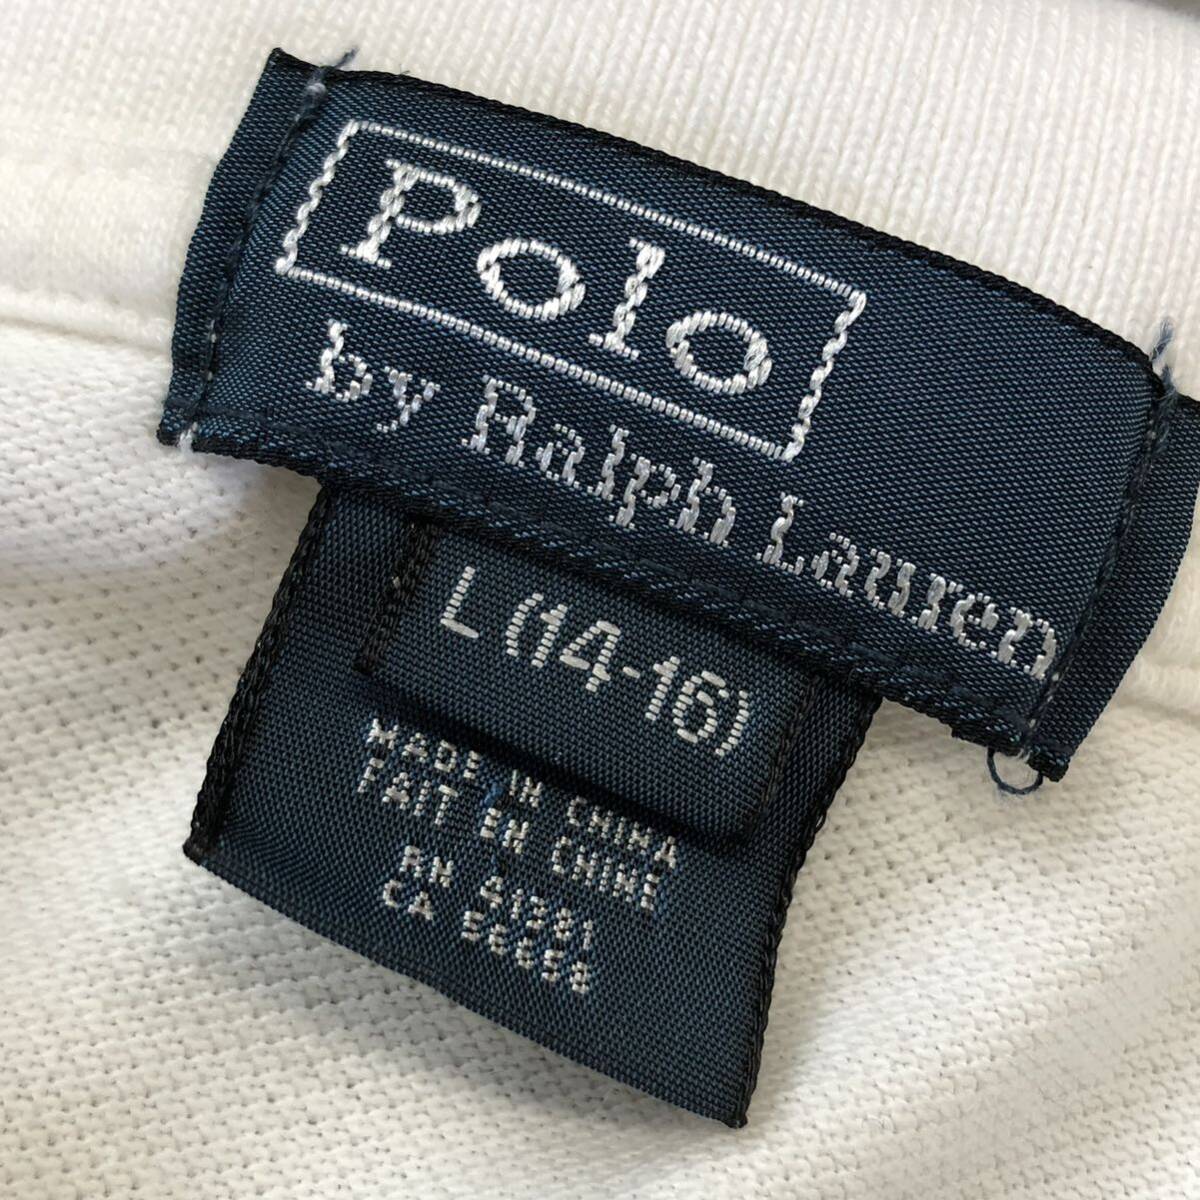 Polo
by Ralph Lauren
L (14-16)
MADE IN CHINA
FAIT EN CHINE
RN 41381
CA 56658